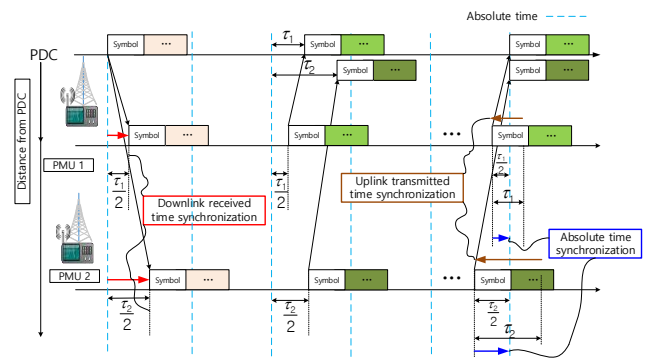 Absolute time
τ1
Symbol ...
Symbol ...
Symbol ...
PDC
τ2
Symbol ...
Symbol ...
Distance from PDC
Symbol ...
Symbol ...
...
Symbol ...
PMU 1
τ1/2
τ1/2
τ1/2
τ1
Downlink received
time synchronization
Uplink transmitted
time synchronization
Absolute time
synchronization
PMU 2
Symbol ...
Symbol ...
...
Symbol ...
τ2/2
τ2/2
τ2/2
τ2